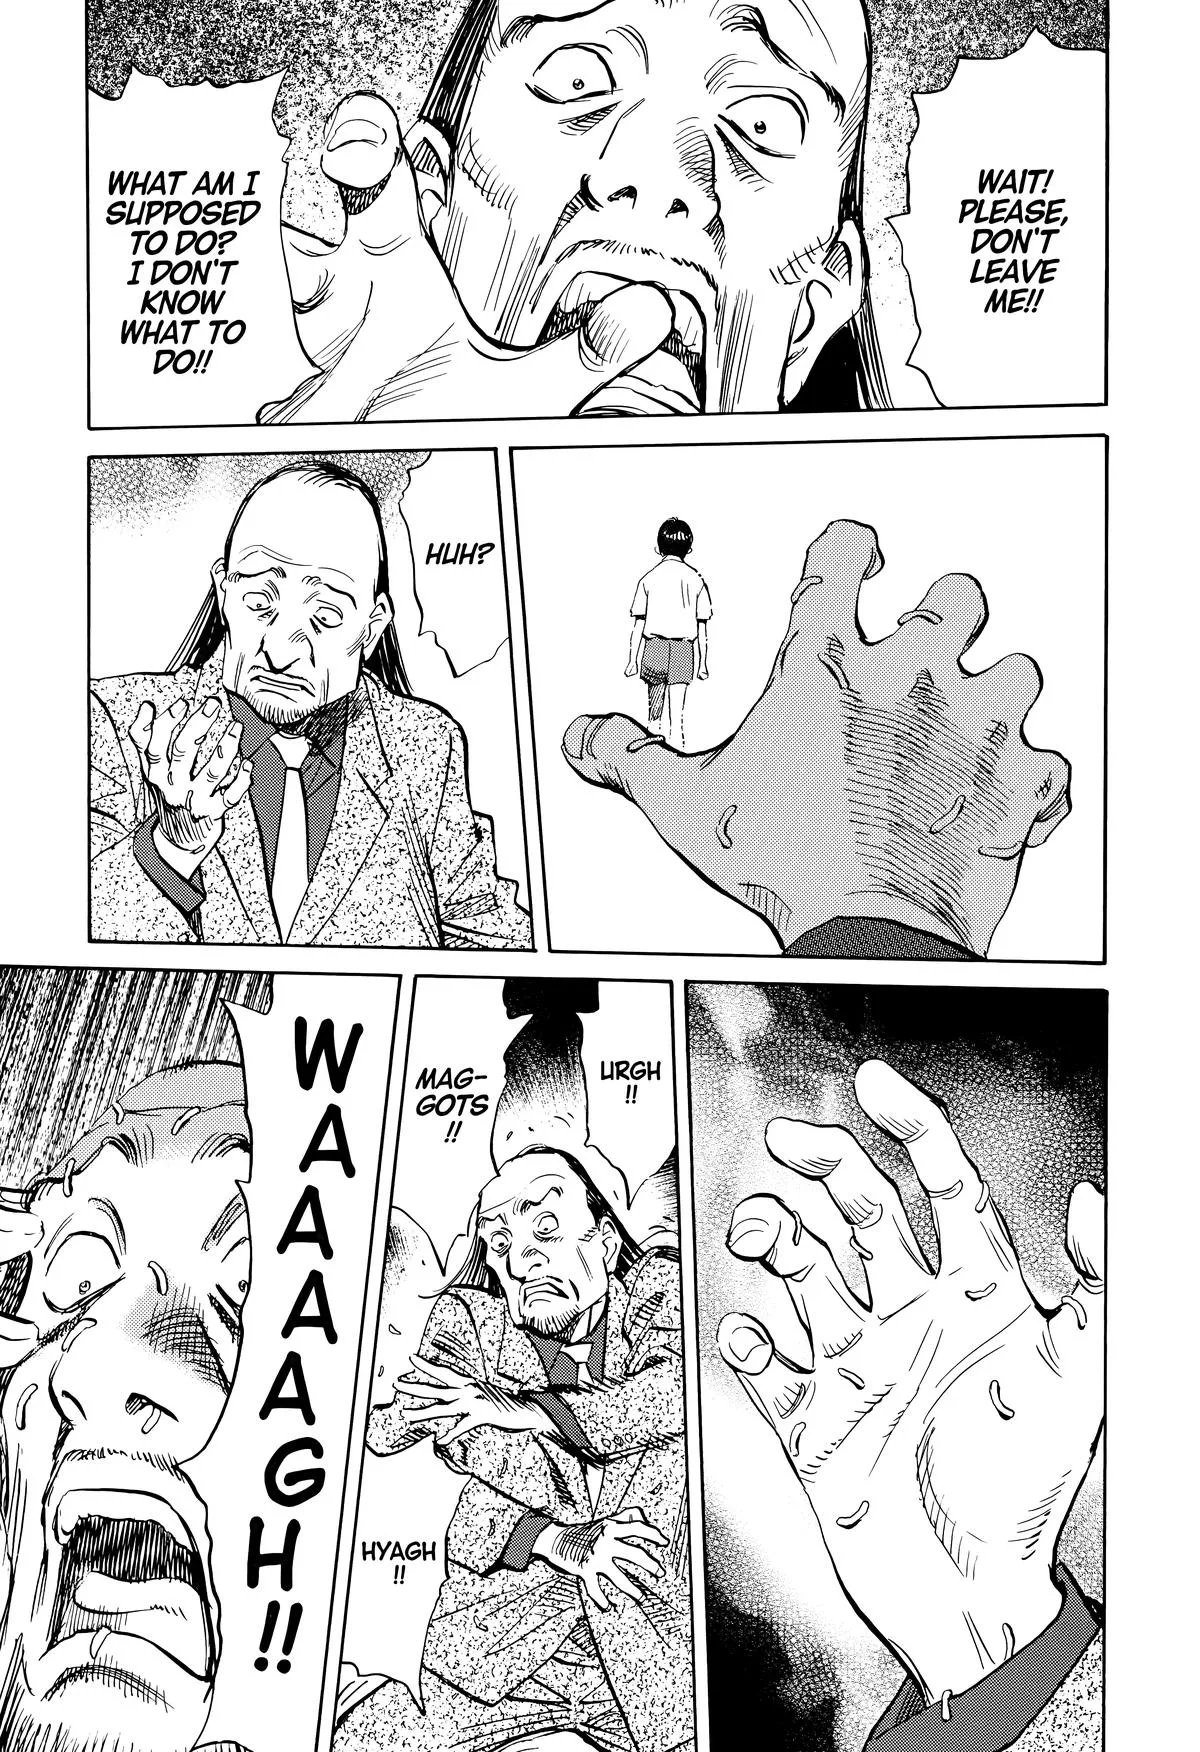 WAIT!
PLEASE,
DON'T
LEAVE
ME!!
WHAT AM I
SUPPOSED
TO DO?
I DON'T
KNOW
WHAT TO
DO!!
HUH?
URGH
!!
MAG-
GOTS
!!
HYAGH
!!
WAAAAGH!!